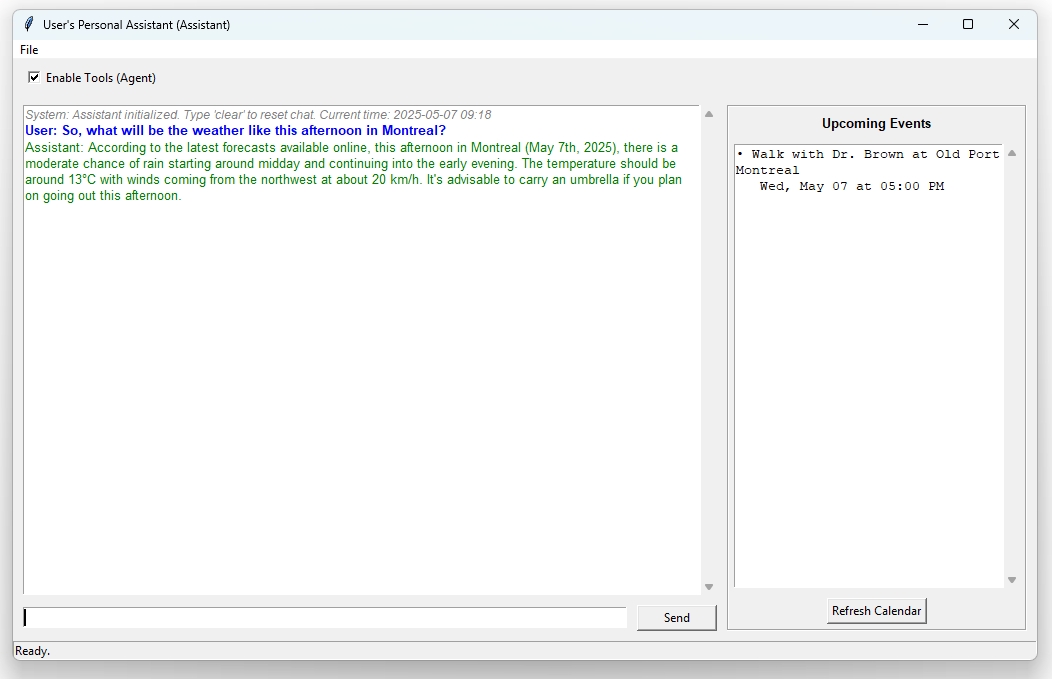 User's Personal Assistant (Assistant)
File
Enable Tools (Agent)
System: Assistant initialized. Type 'clear' to reset chat. Current time: 2025-05-07 09:18
User: So, what will be the weather like this afternoon in Montreal?
Assistant: According to the latest forecasts available online, this afternoon in Montreal (May 7th, 2025), there is a
moderate chance of rain starting around midday and continuing into the early evening. The temperature should be
around 13°C with winds coming from the northwest at about 20 km/h. It's advisable to carry an umbrella if you plan
on going out this afternoon.
Send
Upcoming Events
• Walk with Dr. Brown at Old Port
Montreal
Wed, May 07 at 05:00 PM
Refresh Calendar
Ready.